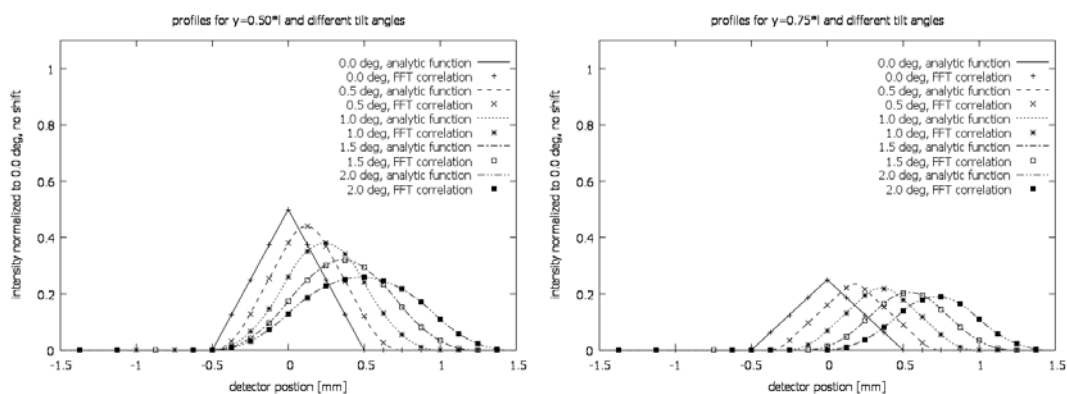 profiles for y=0.50*l and different tilt angles
intensity normalized to 0.0 deg, no shift
1
0.8
0.6
0.4
0.2
0
0.0 deg, analytic function
0.0 deg, FFT correlation
0.5 deg, analytic function
0.5 deg, FFT correlation
1.0 deg, analytic function
1.0 deg, FFT correlation
1.5 deg, analytic function
1.5 deg, FFT correlation
2.0 deg, analytic function
2.0 deg, FFT correlation
-1.5 -1 -0.5 0 0.5 1 1.5
detector postion [mm]
profiles for y=0.75*l and different tilt angles
intensity normalized to 0.0 deg, no shift
1
0.8
0.6
0.4
0.2
0
0.0 deg, analytic function
0.0 deg, FFT correlation
0.5 deg, analytic function
0.5 deg, FFT correlation
1.0 deg, analytic function
1.0 deg, FFT correlation
1.5 deg, analytic function
1.5 deg, FFT correlation
2.0 deg, analytic function
2.0 deg, FFT correlation
-1.5 -1 -0.5 0 0.5 1 1.5
detector postion [mm]